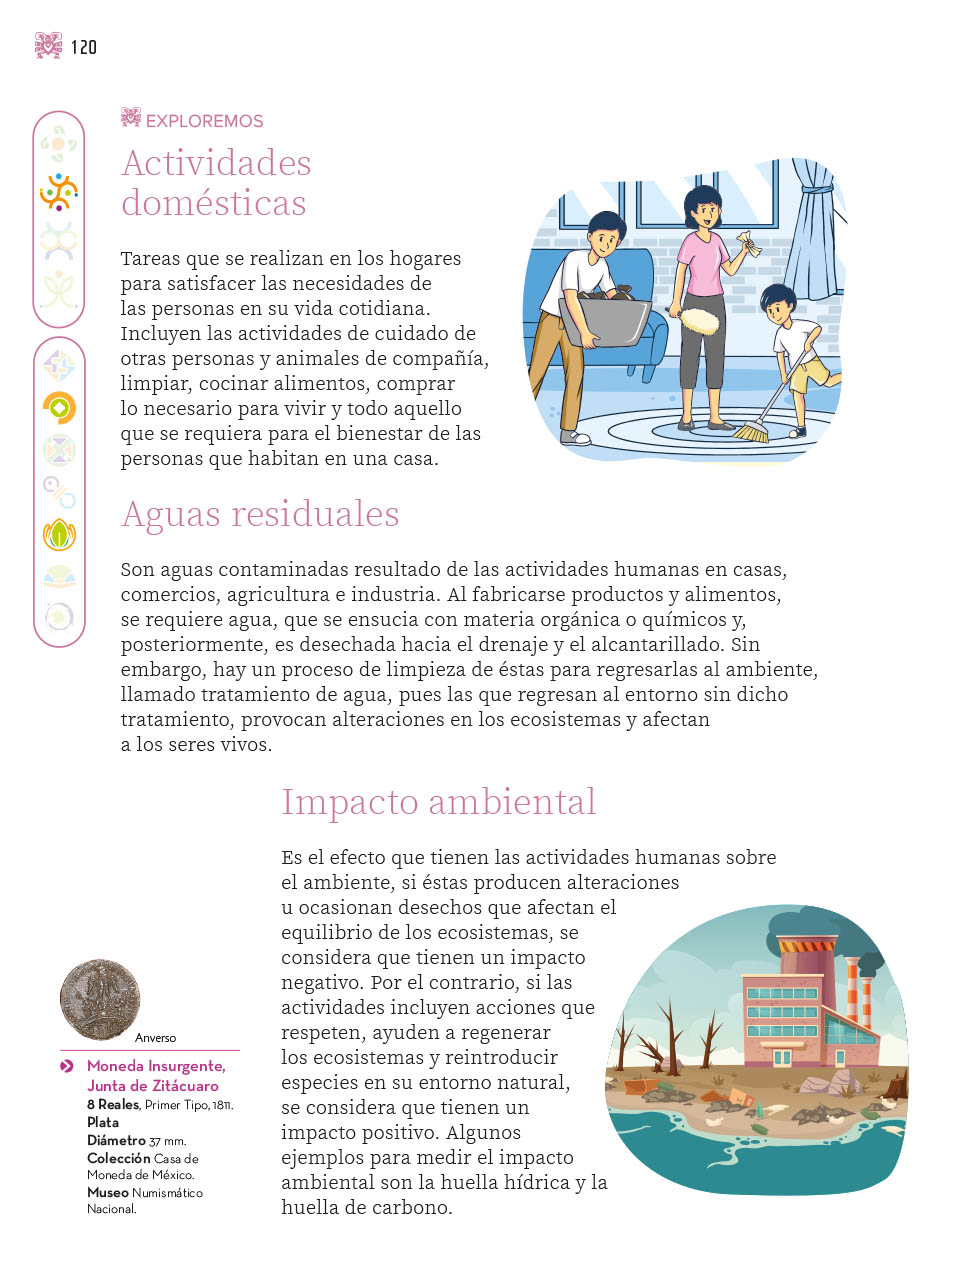 120
EXPLOREMOS
Actividades
domésticas
Tareas que se realizan en los hogares
para satisfacer las necesidades de
las personas en su vida cotidiana.
Incluyen las actividades de cuidado de
otras personas y animales de compañía,
limpiar, cocinar alimentos, comprar
lo necesario para vivir y todo aquello
que se requiera para el bienestar de las
personas que habitan en una casa.
Aguas residuales
Son aguas contaminadas resultado de las actividades humanas en casas,
comercios, agricultura e industria. Al fabricarse productos y alimentos,
se requiere agua, que se ensucia con materia orgánica o químicos y,
posteriormente, es desechada hacia el drenaje y el alcantarillado. Sin
embargo, hay un proceso de limpieza de éstas para regresarlas al ambiente,
llamado tratamiento de agua, pues las que regresan al entorno sin dicho
tratamiento, provocan alteraciones en los ecosistemas y afectan
a los seres vivos.
Impacto ambiental
Es el efecto que tienen las actividades humanas sobre
el ambiente, si éstas producen alteraciones
u ocasionan desechos que afectan el
equilibrio de los ecosistemas, se
considera que tienen un impacto
negativo. Por el contrario, si las
actividades incluyen acciones que
respeten, ayuden a regenerar
los ecosistemas y reintroducir
especies en su entorno natural,
se considera que tienen un
impacto positivo. Algunos
ejemplos para medir el impacto
ambiental son la huella hídrica y la
huella de carbono.
Anverso
Moneda Insurgente,
Junta de Zitácuaro
8 Reales, Primer Tipo, 1811.
Plata
Diámetro 37 mm.
Colección Casa de
Moneda de México.
Museo Numismático
Nacional.